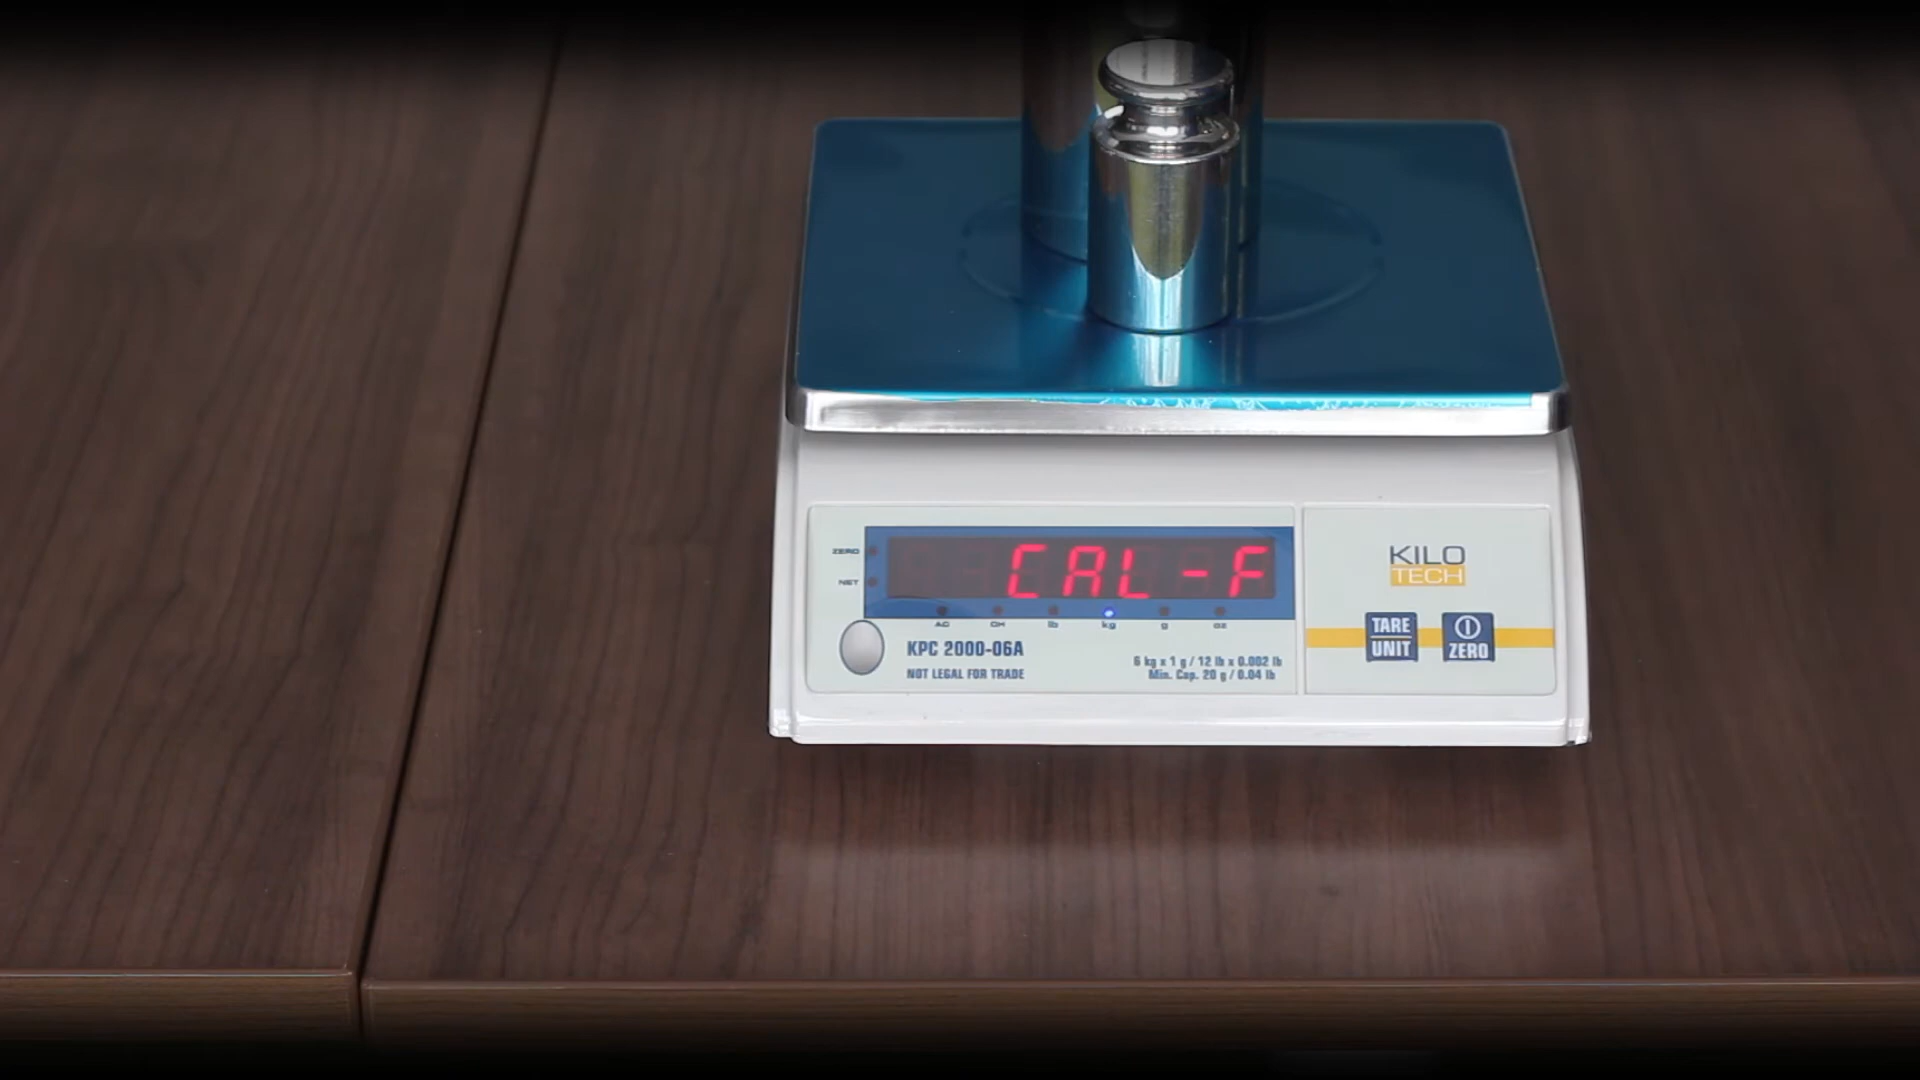 CAL-F
ZERO
NET
AC OH lb kg g oz
KPC 2000-06A
NOT LEGAL FOR TRADE
6 kg x 1 g / 12 lb x 0.002 lb
Min. Cap. 20 g / 0.04 lb
KILO
TECH
TARE
UNIT
ZERO